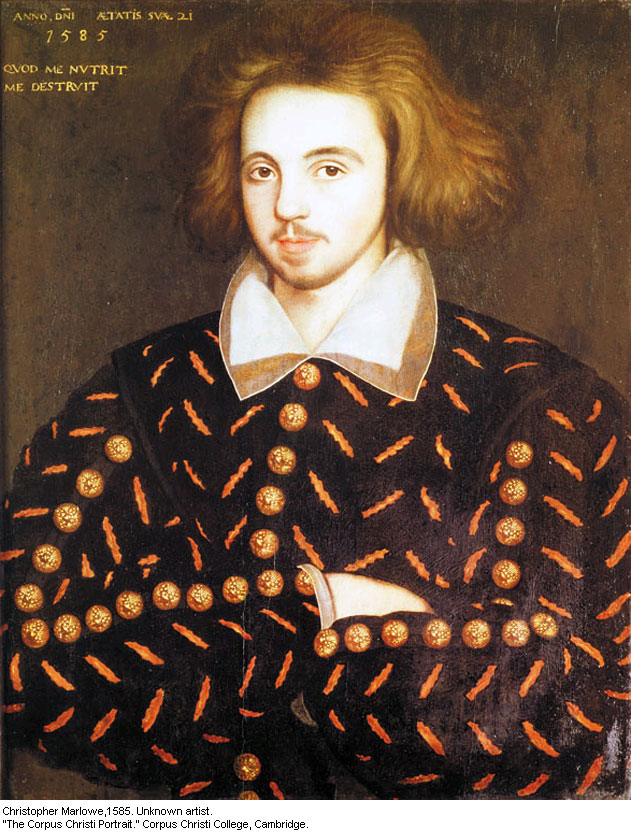 ANNO, DÑI ÆTATIS SVÆ 21
1585
QVOD ME NVTRIT
ME DESTRVIT
Christopher Marlowe,1585. Unknown artist.
"The Corpus Christi Portrait." Corpus Christi College, Cambridge.